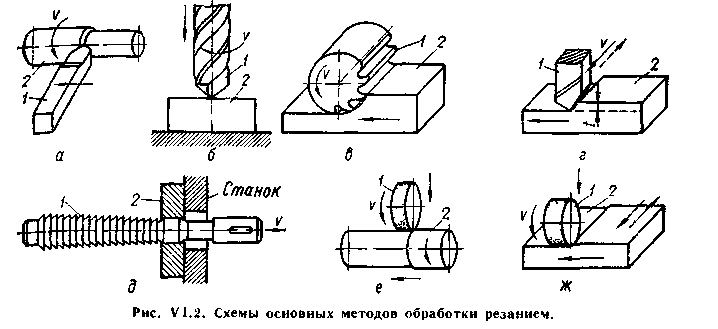 v 2 1
а
v 1 2
б
v 1 2
в
1 v 2 t
г
1 2 Станок v
д
1 v 2
е
v 1 2
ж
Рис. VI.2. Схемы основных методов обработки резанием.